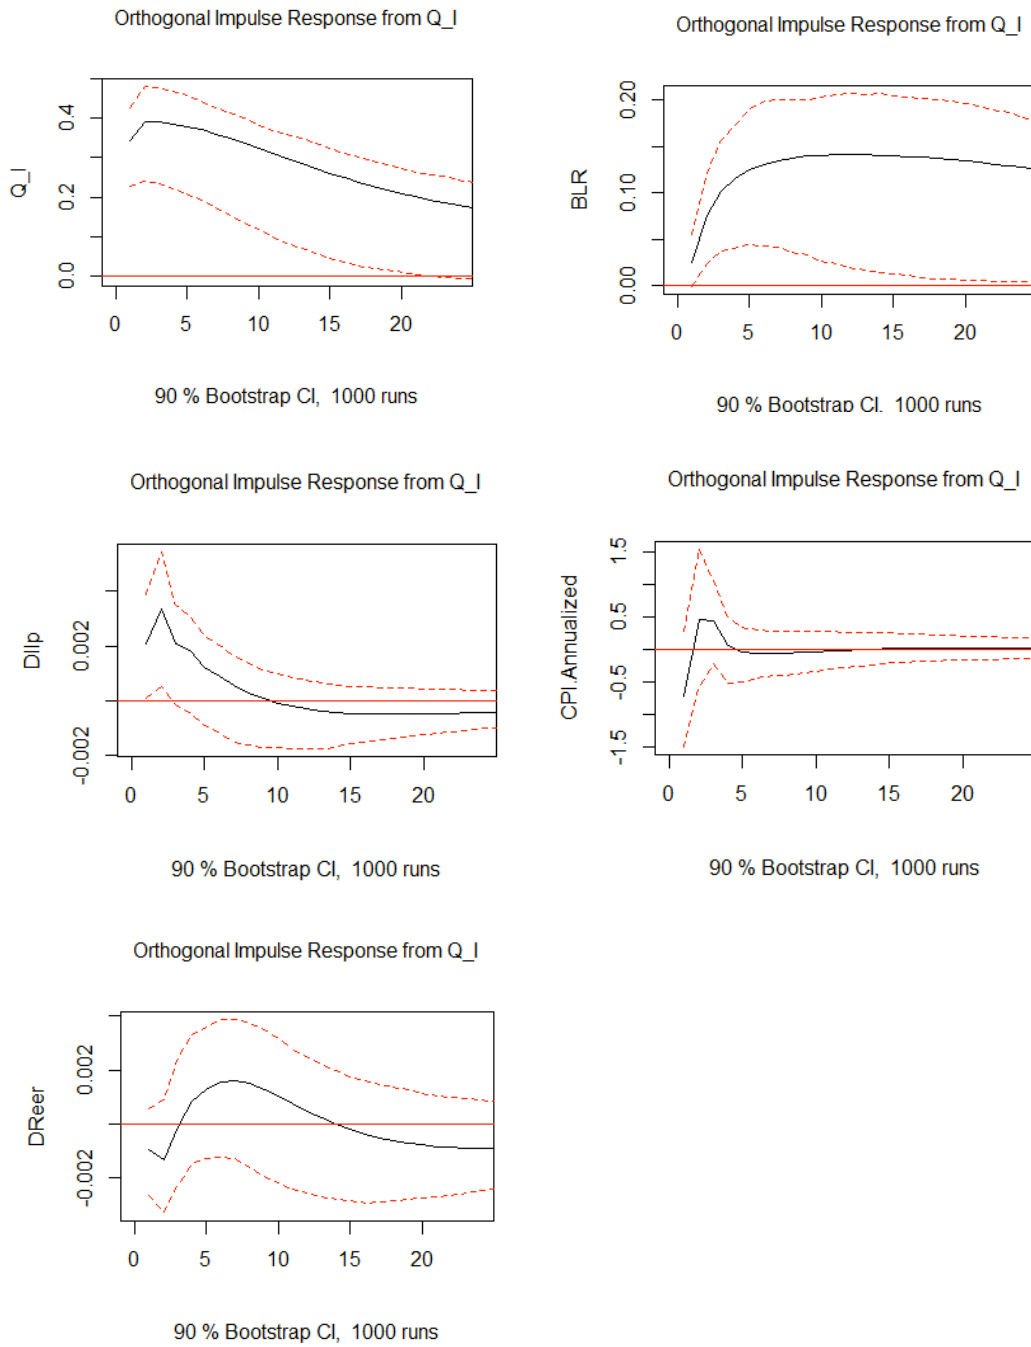 Orthogonal Impulse Response from Q_I
Q_I
0.0 0.2 0.4
0 5 10 15 20
90 % Bootstrap CI, 1000 runs
Orthogonal Impulse Response from Q_I
BLR
0.00 0.10 0.20
0 5 10 15 20
90 % Bootstrap CI, 1000 runs
Orthogonal Impulse Response from Q_I
DIIp
-0.002 0.002
0 5 10 15 20
90 % Bootstrap CI, 1000 runs
Orthogonal Impulse Response from Q_I
CPI.Annualized
-1.5 -0.5 0.5 1.5
0 5 10 15 20
90 % Bootstrap CI, 1000 runs
Orthogonal Impulse Response from Q_I
DReer
-0.002 0.002
0 5 10 15 20
90 % Bootstrap CI, 1000 runs